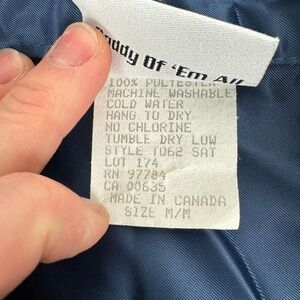 Daddy Of 'Em All
100% POLYESTER
MACHINE WASHABLE
COLD WATER
HANG TO DRY
NO CHLORINE
TUMBLE DRY LOW
STYLE T062 SAT
LOT 174
RN 97784
CA 00635
MADE IN CANADA
SIZE M/M